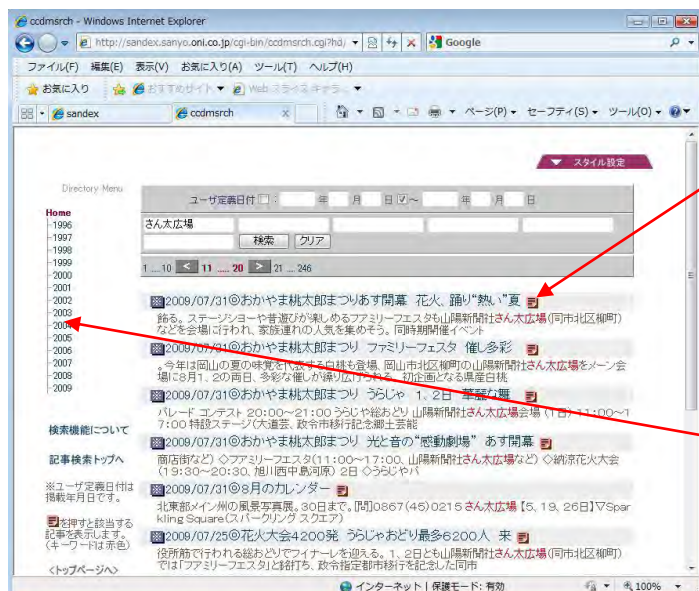 ccdmsrch - Windows Internet Explorer
http://sandex.sanyo.oni.co.jp/cgi-bin/ccdmsrch.cgi?hd/
Google
ファイル(F) 編集(E) 表示(V) お気に入り(A) ツール(T) ヘルプ(H)
お気に入り おすすめサイト Web スライス ギャラ...
sandex ccdmsrch x ページ(P) セーフティ(S) ツール(O)
▼ スタイル設定
Directory Menu
ユーザ定義日付 : 年 月 日 ~ 年 月 日
Home
さん太広場
検索 クリア
1 ....10 < 11 ..... 20 > 21 ... 246
1996
1997
1998
1999
2000
2001
2002
2003
2004
2005
2006
2007
2008
2009
検索機能について
記事検索トップへ
※ユーザ定義日付は
掲載年月日です。
を押すと該当する
記事を表示します。
(キーワードは赤色)
<トップページへ>
2009/07/31◎おかやま桃太郎まつりあす開幕 花火、踊り“熱い”夏
飾る。ステージショーや昔遊びが楽しめるファミリーフェスタも山陽新聞社さん太広場(同市北区柳町)
などを会場に行われ、家族連れの人気を集めそう。同時期開催イベント
2009/07/31◎おかやま桃太郎まつり ファミリーフェスタ 催し多彩
。今年は岡山の夏の味覚を代表する白桃も登場、岡山市北区柳町の山陽新聞社さん太広場をメーン会
場に8月1、2の両日、多彩な催しが繰り広げられる。初企画となる県産白桃
2009/07/31◎おかやま桃太郎まつり うらじゃ 1、2日 華麗な舞
パレード コンテスト 20:00~21:00 うらじゃ総おどり 山陽新聞社さん太広場会場 (1日) 11:00~1
7:00 特設ステージ(大道芸、政令市移行記念郷土芸能
2009/07/31◎おかやま桃太郎まつり 光と音の“感動劇場” あす開幕
商店街など) ◇ファミリーフェスタ(11:00~17:00、山陽新聞社さん太広場など) ◇納涼花火大会
(19:30~20:30、旭川西中島河原) 2日 ◇うらじゃパ
2009/07/31◎8月のカレンダー
北東部メイン州の風景写真展。30日まで。[問]0867(45)0215さん太広場 【5、19、26日】▽Spar
kling Square(スパークリング スクエア)
2009/07/25◎花火大会4200発 うらじゃおどり最多6200人 来
役所筋で行われる総おどりでフィナーレを迎える。1、2日とも山陽新聞社さん太広場(同市北区柳町)
では「ファミリーフェスタ」と銘打ち、政令指定都市移行を記念した同市
インターネット | 保護モード: 有効 100%